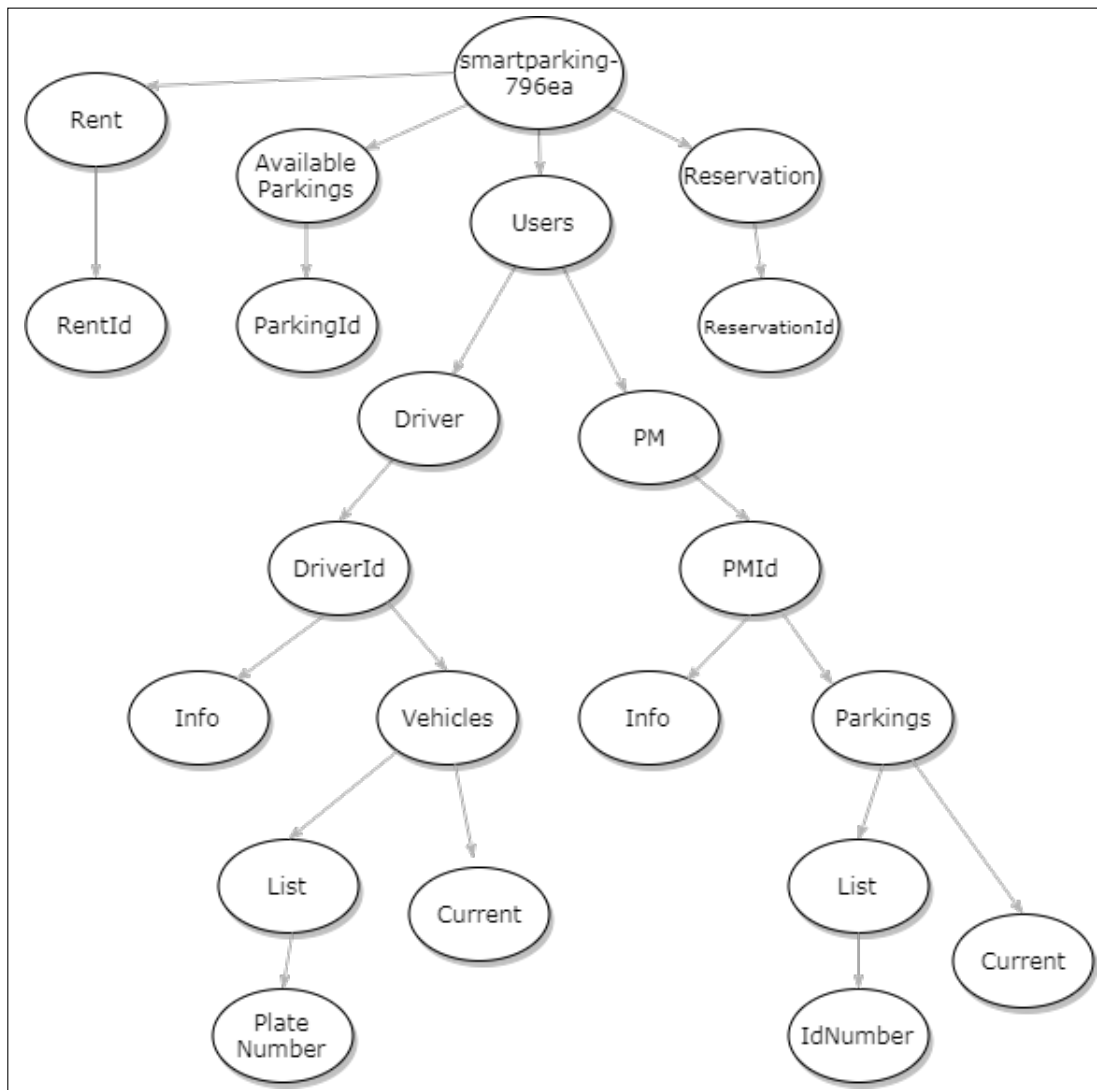 smartparking-
796ea
Rent
Available
Parkings
Reservation
Users
RentId
ParkingId
ReservationId
Driver
PM
DriverId
PMId
Info
Vehicles
Info
Parkings
List
Current
List
Current
Plate
Number
IdNumber